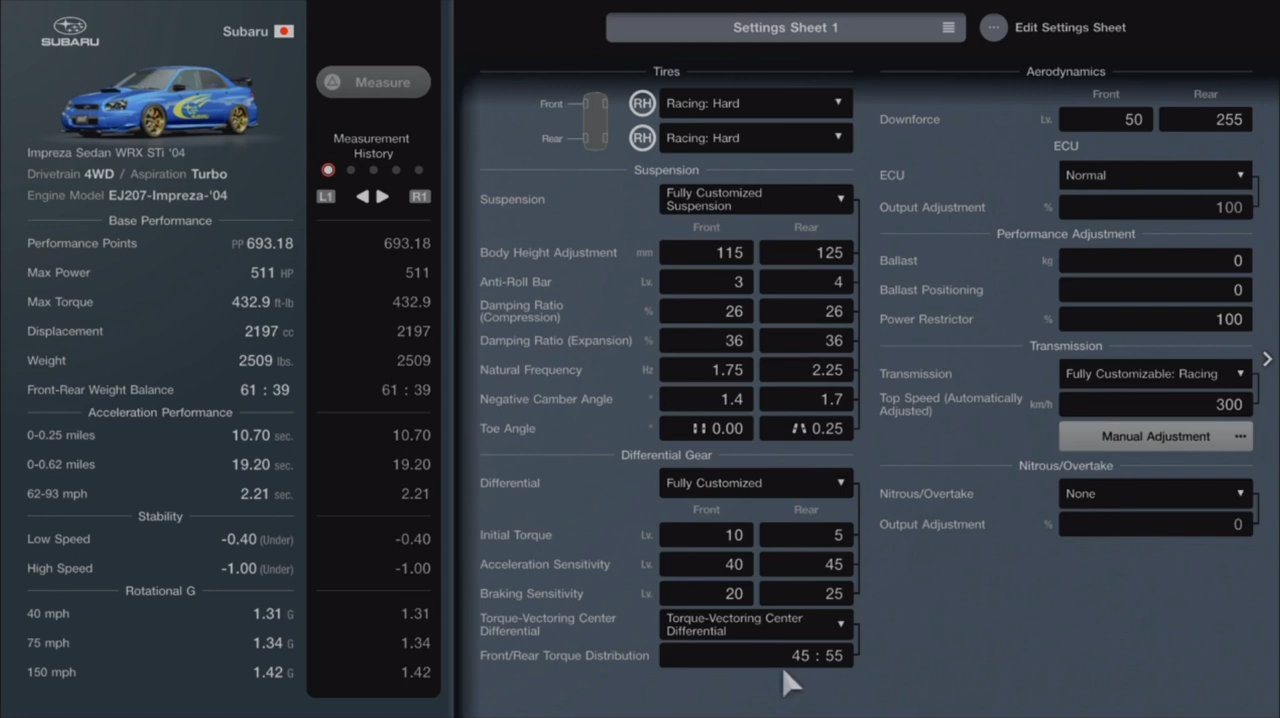 SUBARU
Subaru
Impreza Sedan WRX STi '04
Drivetrain 4WD / Aspiration Turbo
Engine Model EJ207-Impreza-'04
Base Performance
Performance Points PP 693.18
Max Power 511 HP
Max Torque 432.9 ft-lb
Displacement 2197 cc
Weight 2509 lbs.
Front-Rear Weight Balance 61 : 39
Acceleration Performance
0-0.25 miles 10.70 sec.
0-0.62 miles 19.20 sec.
62-93 mph 2.21 sec.
Stability
Low Speed -0.40 (Under)
High Speed -1.00 (Under)
Rotational G
40 mph 1.31 G
75 mph 1.34 G
150 mph 1.42 G
Measure
Measurement
History
L1 R1
693.18
511
432.9
2197
2509
61 : 39
10.70
19.20
2.21
-0.40
-1.00
1.31
1.34
1.42
Settings Sheet 1
Edit Settings Sheet
Tires
Front RH Racing: Hard
Rear RH Racing: Hard
Suspension
Suspension Fully Customized
Suspension
Front Rear
Body Height Adjustment mm 115 125
Anti-Roll Bar Lv. 3 4
Damping Ratio
(Compression) % 26 26
Damping Ratio (Expansion) % 36 36
Natural Frequency Hz 1.75 2.25
Negative Camber Angle ° 1.4 1.7
Toe Angle ° 0.00 0.25
Differential Gear
Differential Fully Customized
Front Rear
Initial Torque Lv. 10 5
Acceleration Sensitivity Lv. 40 45
Braking Sensitivity Lv. 20 25
Torque-Vectoring Center
Differential
Torque-Vectoring Center
Differential
Front/Rear Torque Distribution 45 : 55
Aerodynamics
Front Rear
Downforce Lv. 50 255
ECU
ECU Normal
Output Adjustment % 100
Performance Adjustment
Ballast kg 0
Ballast Positioning 0
Power Restrictor % 100
Transmission
Transmission Fully Customizable: Racing
Top Speed (Automatically
Adjusted) km/h 300
Manual Adjustment
Nitrous/Overtake
Nitrous/Overtake None
Output Adjustment % 0